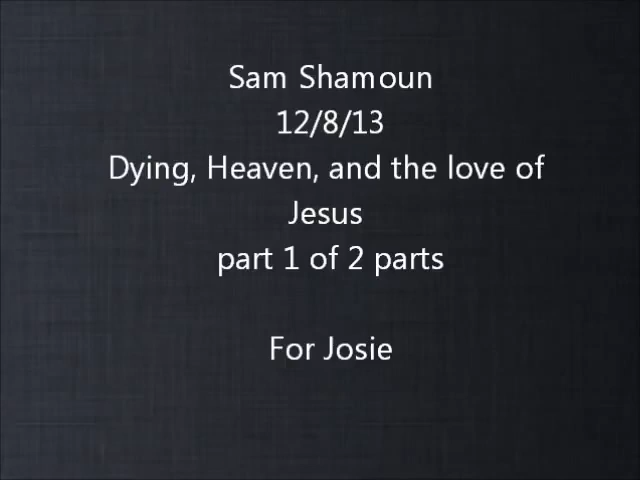 Sam Shamoun
12/8/13
Dying, Heaven, and the love of
Jesus
part 1 of 2 parts
For Josie